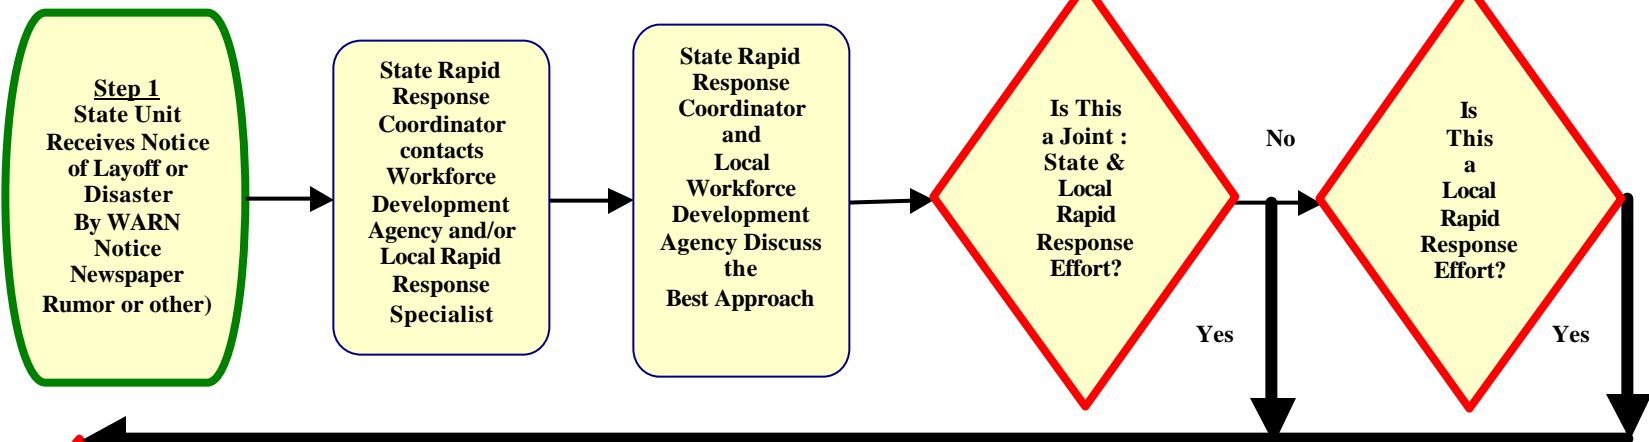 Step 1
State Unit
Receives Notice
of Layoff or
Disaster
By WARN
Notice
Newspaper
Rumor or other)
State Rapid
Response
Coordinator
contacts
Workforce
Development
Agency and/or
Local Rapid
Response
Specialist
State Rapid
Response
Coordinator
and
Local
Workforce
Development
Agency Discuss
the
Best Approach
Is This
a Joint :
State &
Local
Rapid
Response
Effort?
No
Yes
Is
This
a
Local
Rapid
Response
Effort?
Yes